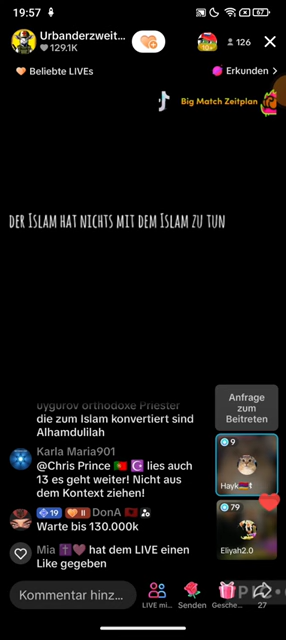 19:57
67
Urbanderzweit...
129.1K
126
Beliebte LIVEs
Erkunden >
Big Match Zeitplan
der Islam hat nichts mit dem Islam zu tun
uygurov orthodoxe Priester
die zum Islam konvertiert sind
Alhamdulilah
Anfrage
zum
Beitreten
Karla Maria901
@Chris Prince 🇵🇹 ☪️ lies auch
13 es geht weiter! Nicht aus
dem Kontext ziehen!
9
Hayk🇦🇲
19 II DonA 🇦🇱
Warte bis 130.000k
79
Eliyah2.0
Mia ✝️🖤 hat dem LIVE einen
Like gegeben
Kommentar hinz...
LIVE mi...
Senden
Gesche...
27